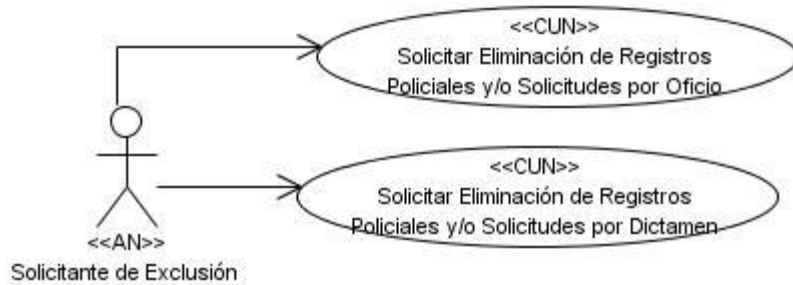 <<CUN>>
Solicitar Eliminación de Registros
Policiales y/o Solicitudes por Oficio
<<CUN>>
Solicitar Eliminación de Registros
Policiales y/o Solicitudes por Dictamen
<<AN>>
Solicitante de Exclusión